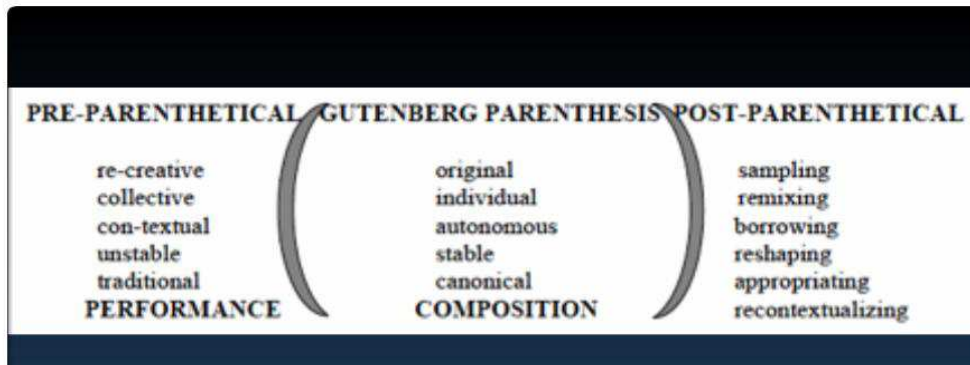 PRE-PARENTHETICAL GUTENBERG PARENTHESIS POST-PARENTHETICAL
re-creative original sampling
collective individual remixing
con-textual autonomous borrowing
unstable stable reshaping
traditional canonical appropriating
PERFORMANCE COMPOSITION recontextualizing